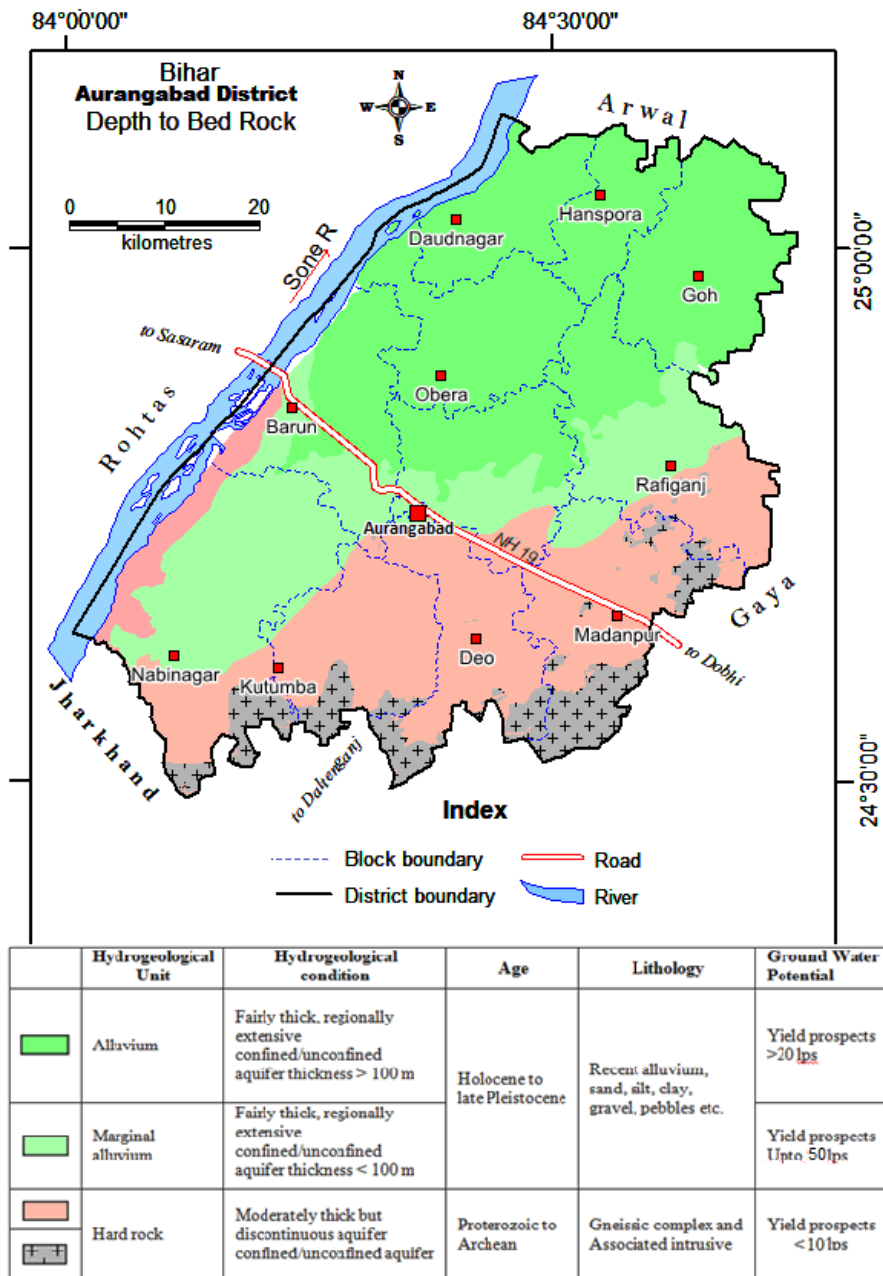 84°00'00" 84°30'00"
Bihar
Aurangabad District
Depth to Bed Rock
N
W E
S
Arwal
0 10 20
kilometres
Sone R
Hanspora
Daudnagar
25°00'00"
Goh
to Sasaram
Rohtas
Obera
Barun
Rafiganj
Aurangabad
NH 19
Gaya
Madanpur
Deo
to Dobhi
Nabinagar
Kutumba
Jharkhand
to Daltenganj
24°30'00"
Index
Block boundary Road
District boundary River
Hydrogeological Unit
Hydrogeological condition
Age
Lithology
Ground Water Potential
Alluvium
Fairly thick, regionally
extensive
confined/unconfined
aquifer thickness > 100 m
Holocene to
late Pleistocene
Recent alluvium,
sand, silt, clay,
gravel, pebbles etc.
Yield prospects
>20 lps
Marginal
alluvium
Fairly thick, regionally
extensive
confined/unconfined
aquifer thickness < 100 m
Yield prospects
Upto 50lps
Hard rock
Moderately thick but
discontinuous aquifer
confined/unconfined aquifer
Proterozoic to
Archean
Gneissic complex and
Associated intrusive
Yield prospects
<10lps